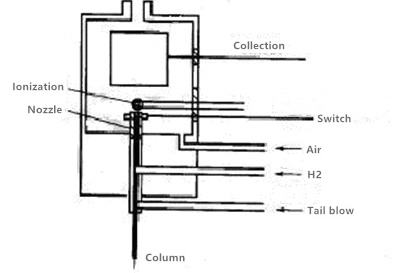 Collection
Ionization
Nozzle
Switch
Air
H2
Tail blow
Column